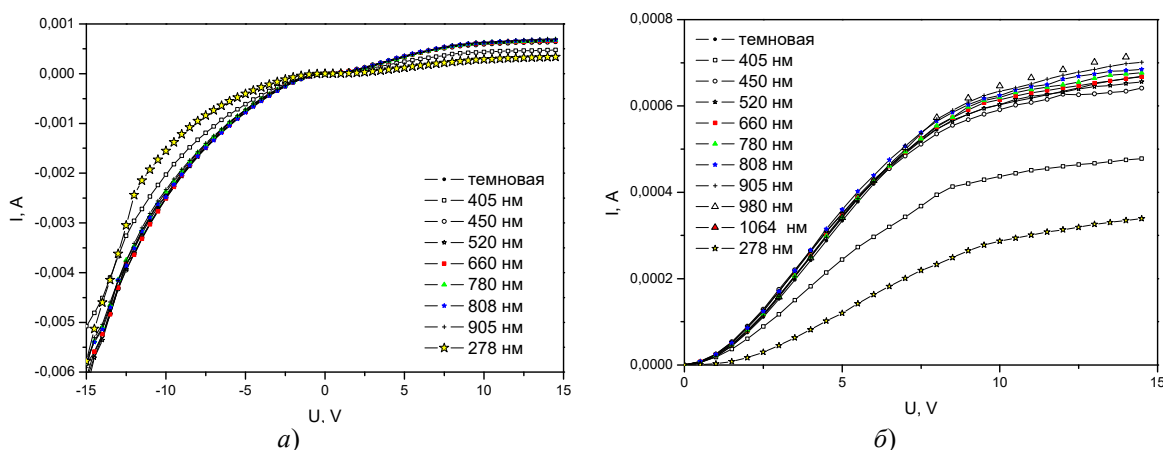 0,001
0,000
-0,001
-0,002
-0,003
-0,004
-0,005
-0,006
I, A
-15 -10 -5 0 5 10 15
U, V
темновая
405 нм
450 нм
520 нм
660 нм
780 нм
808 нм
905 нм
278 нм
а)
0,0008
0,0006
0,0004
0,0002
0,0000
I, A
0 5 10 15
U, V
темновая
405 нм
450 нм
520 нм
660 нм
780 нм
808 нм
905 нм
980 нм
1064 нм
278 нм
б)